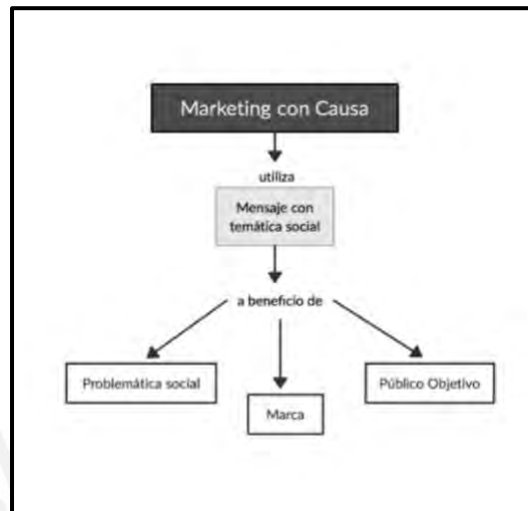 Marketing con Causa
utiliza
Mensaje con
temática social
a beneficio de
Problemática social
Marca
Público Objetivo